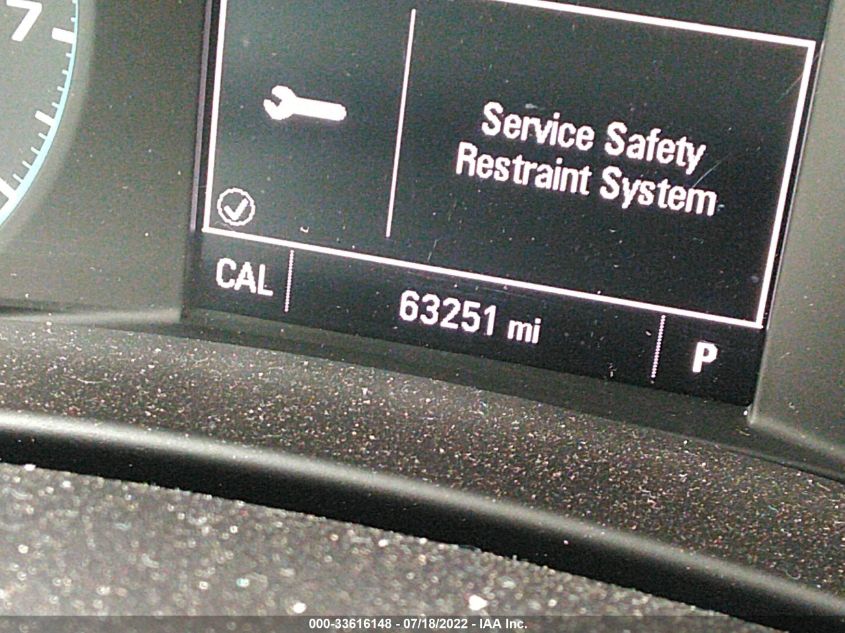 7
Service Safety
Restraint System
CAL
63251 mi
P
000-33616148 - 07/18/2022 - IAA Inc.